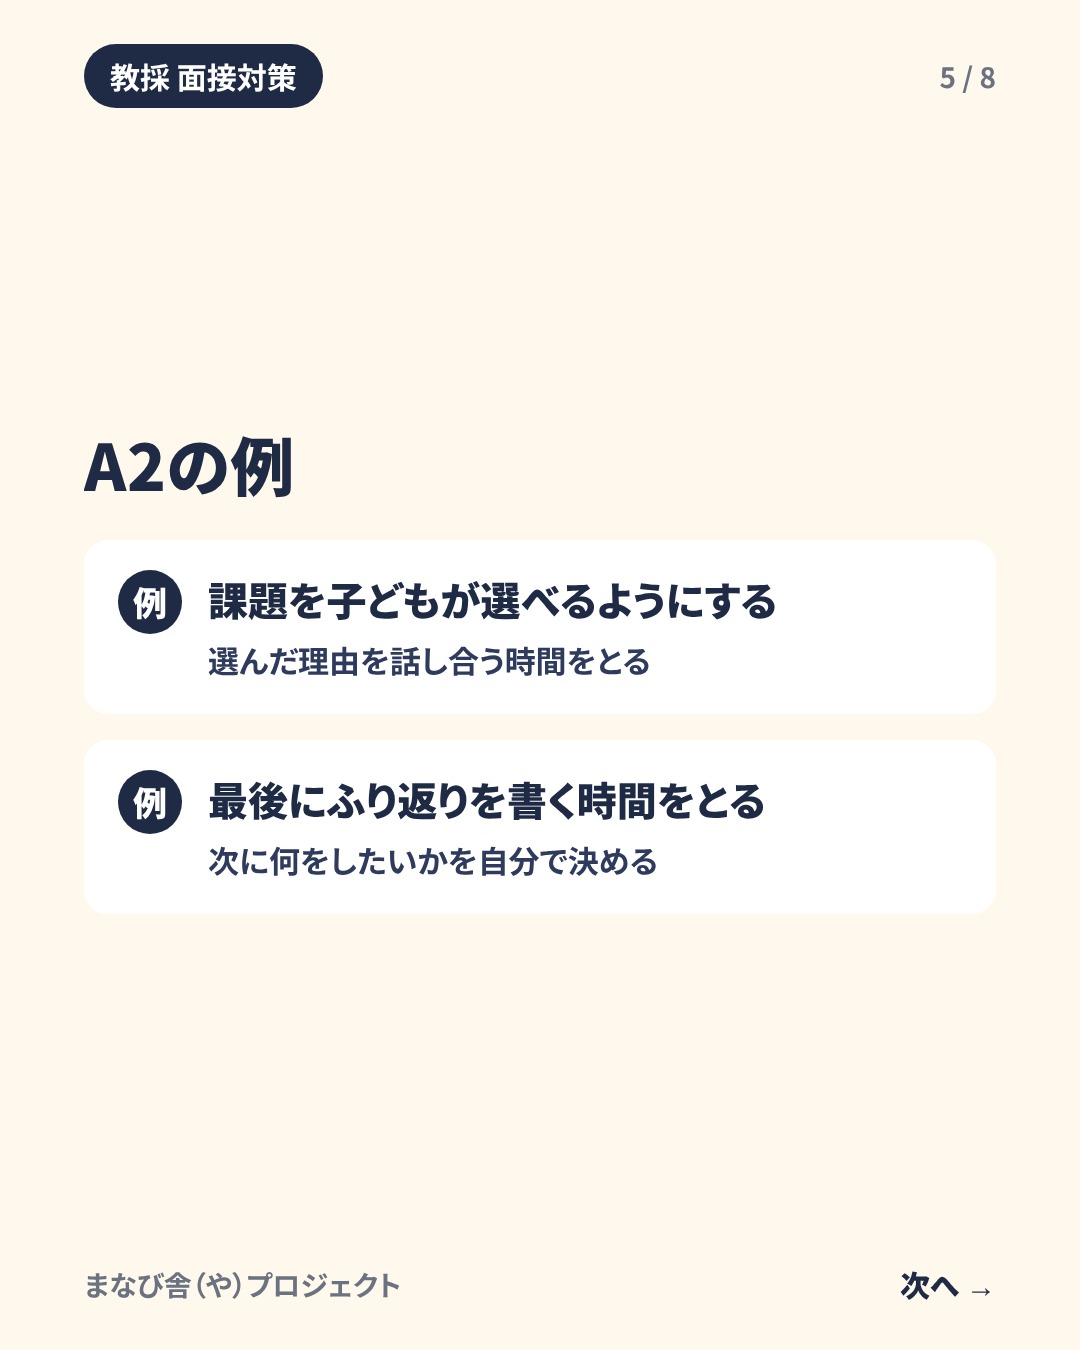 教採 面接対策
5 / 8
A2の例
例 課題を子どもが選べるようにする
選んだ理由を話し合う時間をとる
例 最後にふり返りを書く時間をとる
次に何をしたいかを自分で決める
まなび舎(や)プロジェクト
次へ →